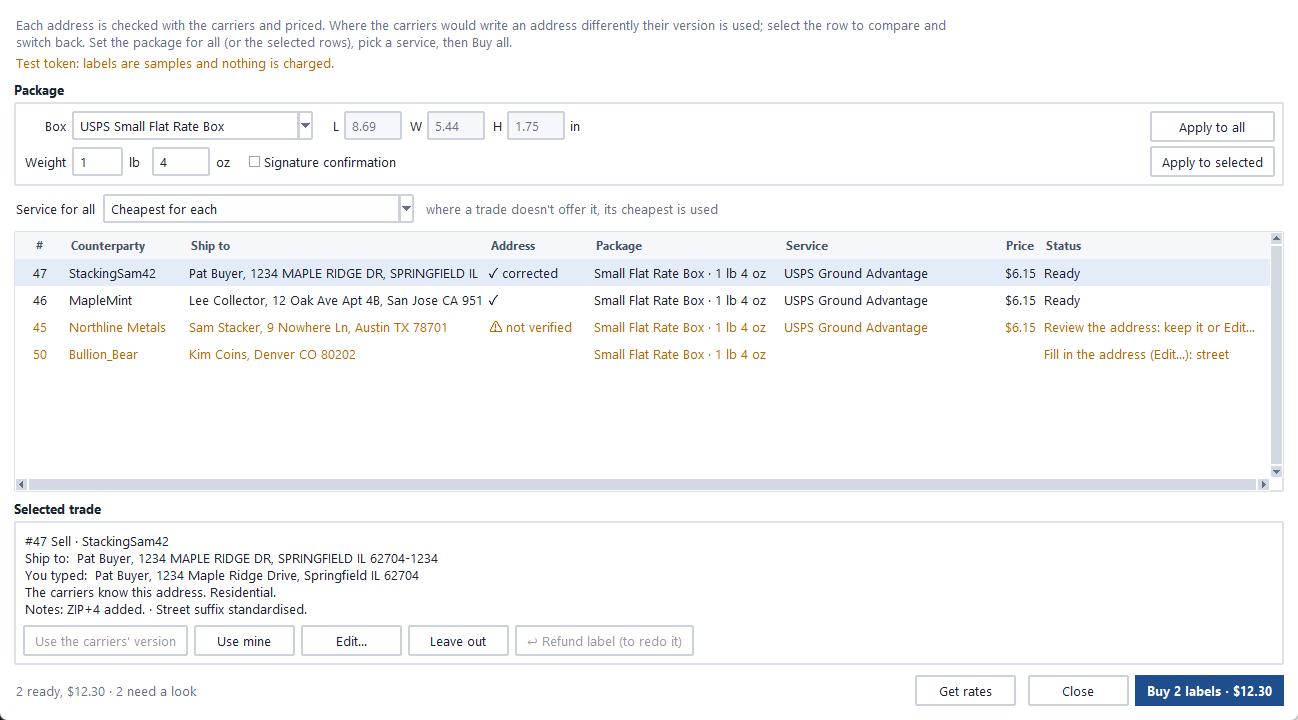 Each address is checked with the carriers and priced. Where the carriers would write an address differently their version is used; select the row to compare and
switch back. Set the package for all (or the selected rows), pick a service, then Buy all.
Test token: labels are samples and nothing is charged.
Package
Box USPS Small Flat Rate Box L 8.69 W 5.44 H 1.75 in Apply to all
Weight 1 lb 4 oz Signature confirmation Apply to selected
Service for all Cheapest for each where a trade doesn't offer it, its cheapest is used
# Counterparty Ship to Address Package Service Price Status
47 StackingSam42 Pat Buyer, 1234 MAPLE RIDGE DR, SPRINGFIELD IL ✓ corrected Small Flat Rate Box · 1 lb 4 oz USPS Ground Advantage $6.15 Ready
46 MapleMint Lee Collector, 12 Oak Ave Apt 4B, San Jose CA 951 ✓ Small Flat Rate Box · 1 lb 4 oz USPS Ground Advantage $6.15 Ready
45 Northline Metals Sam Stacker, 9 Nowhere Ln, Austin TX 78701 ⚠ not verified Small Flat Rate Box · 1 lb 4 oz USPS Ground Advantage $6.15 Review the address: keep it or Edit...
50 Bullion_Bear Kim Coins, Denver CO 80202 Small Flat Rate Box · 1 lb 4 oz Fill in the address (Edit...): street
Selected trade
#47 Sell · StackingSam42
Ship to: Pat Buyer, 1234 MAPLE RIDGE DR, SPRINGFIELD IL 62704-1234
You typed: Pat Buyer, 1234 Maple Ridge Drive, Springfield IL 62704
The carriers know this address. Residential.
Notes: ZIP+4 added. · Street suffix standardised.
Use the carriers' version Use mine Edit... Leave out ↩ Refund label (to redo it)
2 ready, $12.30 · 2 need a look Get rates Close Buy 2 labels · $12.30